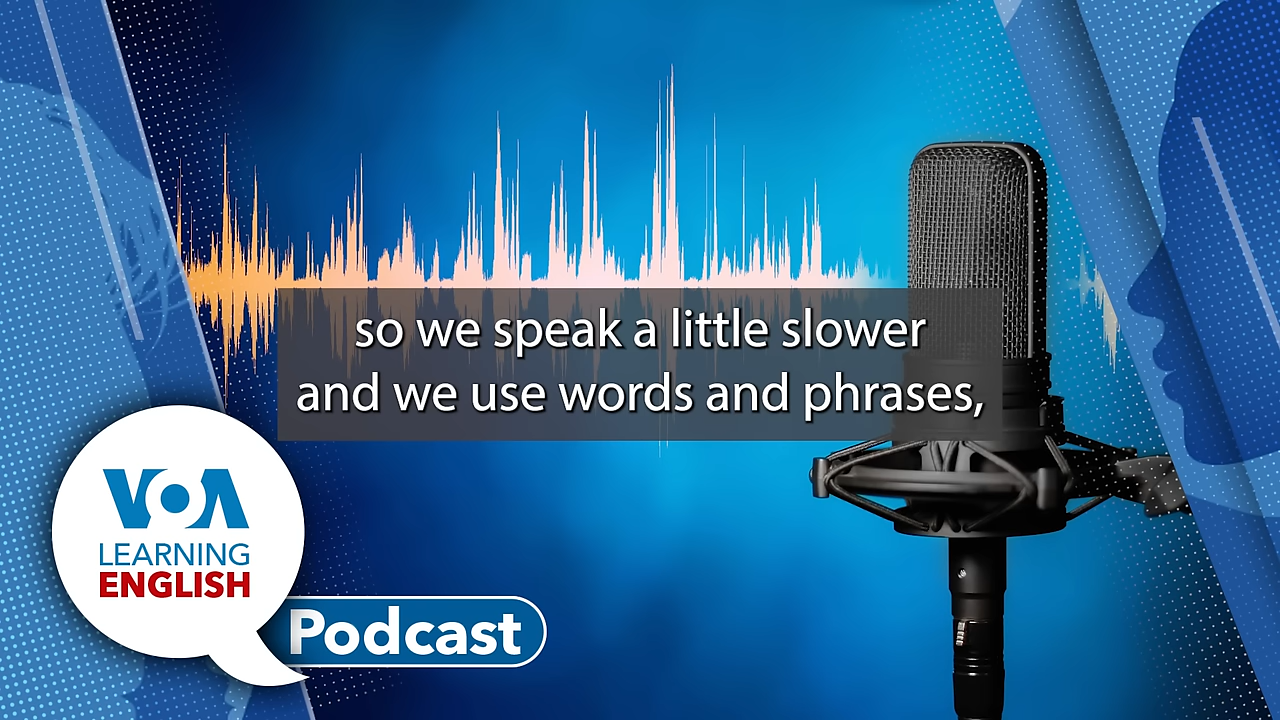 so we speak a little slower
and we use words and phrases,
VOA
LEARNING
ENGLISH
Podcast